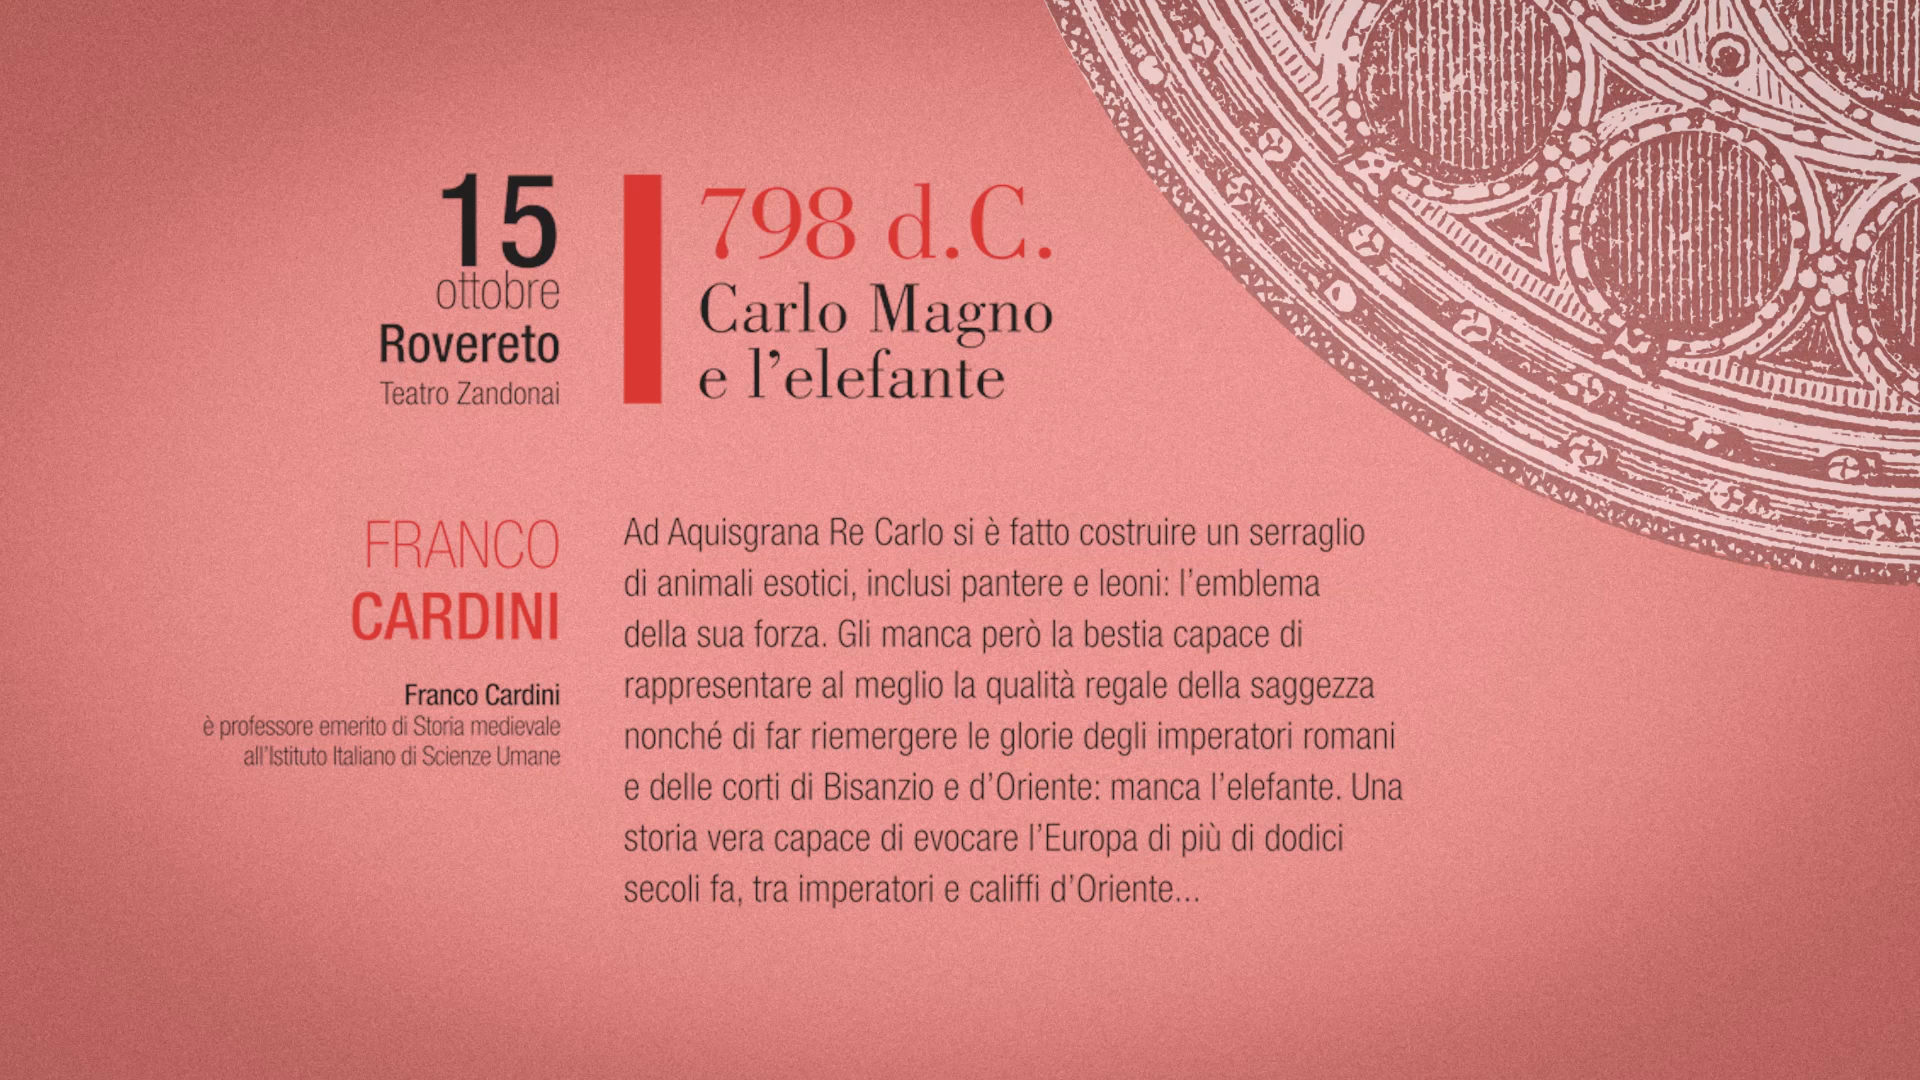 15
ottobre
Rovereto
Teatro Zandonai
798 d.C.
Carlo Magno
e l'elefante
FRANCO
CARDINI
Franco Cardini
è professore emerito di Storia medievale
all'Istituto Italiano di Scienze Umane
Ad Aquisgrana Re Carlo si è fatto costruire un serraglio
di animali esotici, inclusi pantere e leoni: l'emblema
della sua forza. Gli manca però la bestia capace di
rappresentare al meglio la qualità regale della saggezza
nonché di far riemergere le glorie degli imperatori romani
e delle corti di Bisanzio e d'Oriente: manca l'elefante. Una
storia vera capace di evocare l'Europa di più di dodici
secoli fa, tra imperatori e califfi d'Oriente...